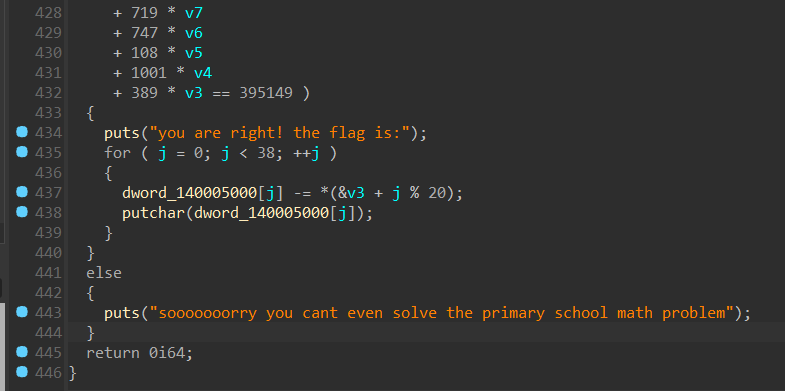 428 + 719 * v7
429 + 747 * v6
430 + 108 * v5
431 + 1001 * v4
432 + 389 * v3 == 395149 )
433 {
434 puts("you are right! the flag is:");
435 for ( j = 0; j < 38; ++j )
436 {
437 dword_140005000[j] -= *(&v3 + j % 20);
438 putchar(dword_140005000[j]);
439 }
440 }
441 else
442 {
443 puts("sooooooorry you cant even solve the primary school math problem");
444 }
445 return 0i64;
446 }